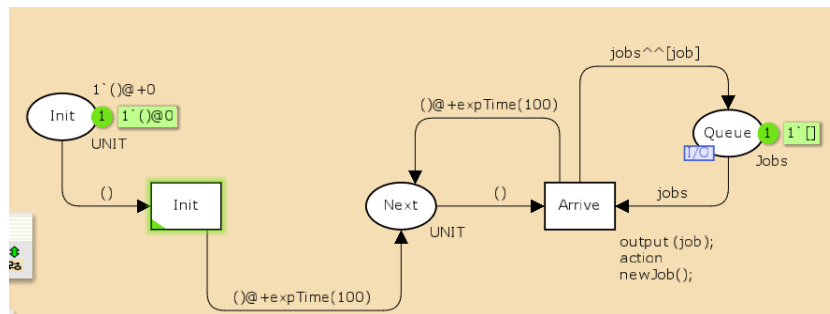 jobs^^[job]
1`()@+0
()@+expTime(100)
Init
1
1`()@0
Queue
1
1`[]
I/O
UNIT
Jobs
()
Init
Next
()
Arrive
jobs
UNIT
output (job);
action
newJob();
()@+expTime(100)